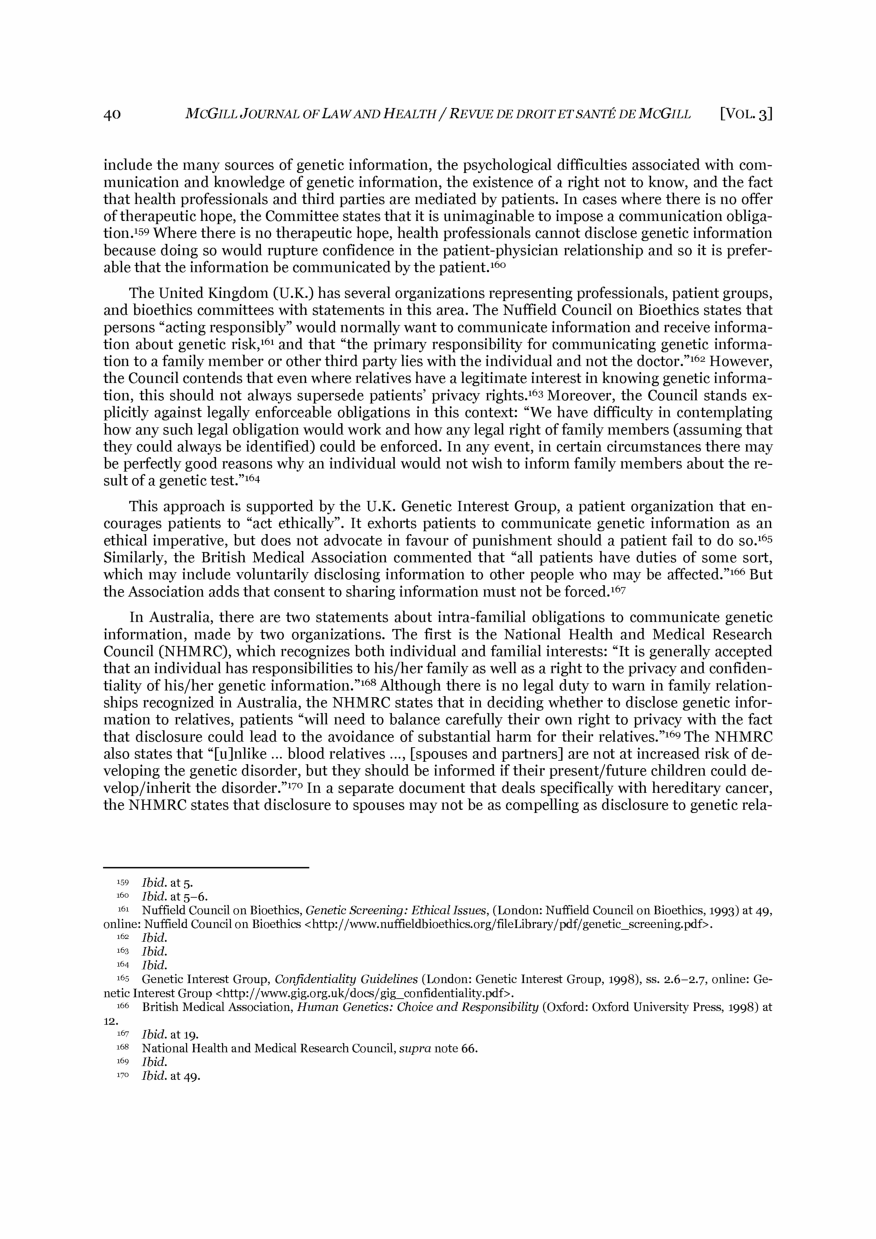 40 MCGILL JOURNAL OF LAW AND HEALTH / REVUE DE DROIT ET SANTÉ DE MCGILL [VOL. 3]
include the many sources of genetic information, the psychological difficulties associated with com-
munication and knowledge of genetic information, the existence of a right not to know, and the fact
that health professionals and third parties are mediated by patients. In cases where there is no offer
of therapeutic hope, the Committee states that it is unimaginable to impose a communication obliga-
tion.159 Where there is no therapeutic hope, health professionals cannot disclose genetic information
because doing so would rupture confidence in the patient-physician relationship and so it is prefer-
able that the information be communicated by the patient.160
The United Kingdom (U.K.) has several organizations representing professionals, patient groups,
and bioethics committees with statements in this area. The Nuffield Council on Bioethics states that
persons “acting responsibly” would normally want to communicate information and receive informa-
tion about genetic risk,161 and that “the primary responsibility for communicating genetic informa-
tion to a family member or other third party lies with the individual and not the doctor.”162 However,
the Council contends that even where relatives have a legitimate interest in knowing genetic informa-
tion, this should not always supersede patients’ privacy rights.163 Moreover, the Council stands ex-
plicitly against legally enforceable obligations in this context: “We have difficulty in contemplating
how any such legal obligation would work and how any legal right of family members (assuming that
they could always be identified) could be enforced. In any event, in certain circumstances there may
be perfectly good reasons why an individual would not wish to inform family members about the re-
sult of a genetic test.”164
This approach is supported by the U.K. Genetic Interest Group, a patient organization that en-
courages patients to “act ethically”. It exhorts patients to communicate genetic information as an
ethical imperative, but does not advocate in favour of punishment should a patient fail to do so.165
Similarly, the British Medical Association commented that “all patients have duties of some sort,
which may include voluntarily disclosing information to other people who may be affected.”166 But
the Association adds that consent to sharing information must not be forced.167
In Australia, there are two statements about intra-familial obligations to communicate genetic
information, made by two organizations. The first is the National Health and Medical Research
Council (NHMRC), which recognizes both individual and familial interests: “It is generally accepted
that an individual has responsibilities to his/her family as well as a right to the privacy and confiden-
tiality of his/her genetic information.”168 Although there is no legal duty to warn in family relation-
ships recognized in Australia, the NHMRC states that in deciding whether to disclose genetic infor-
mation to relatives, patients “will need to balance carefully their own right to privacy with the fact
that disclosure could lead to the avoidance of substantial harm for their relatives.”169 The NHMRC
also states that “[u]nlike ... blood relatives ..., [spouses and partners] are not at increased risk of de-
veloping the genetic disorder, but they should be informed if their present/future children could de-
velop/inherit the disorder.”170 In a separate document that deals specifically with hereditary cancer,
the NHMRC states that disclosure to spouses may not be as compelling as disclosure to genetic rela-
159 Ibid. at 5.
160 Ibid. at 5–6.
161 Nuffield Council on Bioethics, Genetic Screening: Ethical Issues, (London: Nuffield Council on Bioethics, 1993) at 49,
online: Nuffield Council on Bioethics <http://www.nuffieldbioethics.org/fileLibrary/pdf/genetic_screening.pdf>.
162 Ibid.
163 Ibid.
164 Ibid.
165 Genetic Interest Group, Confidentiality Guidelines (London: Genetic Interest Group, 1998), ss. 2.6–2.7, online: Ge-
netic Interest Group <http://www.gig.org.uk/docs/gig_confidentiality.pdf>.
166 British Medical Association, Human Genetics: Choice and Responsibility (Oxford: Oxford University Press, 1998) at
12.
167 Ibid. at 19.
168 National Health and Medical Research Council, supra note 66.
169 Ibid.
170 Ibid. at 49.